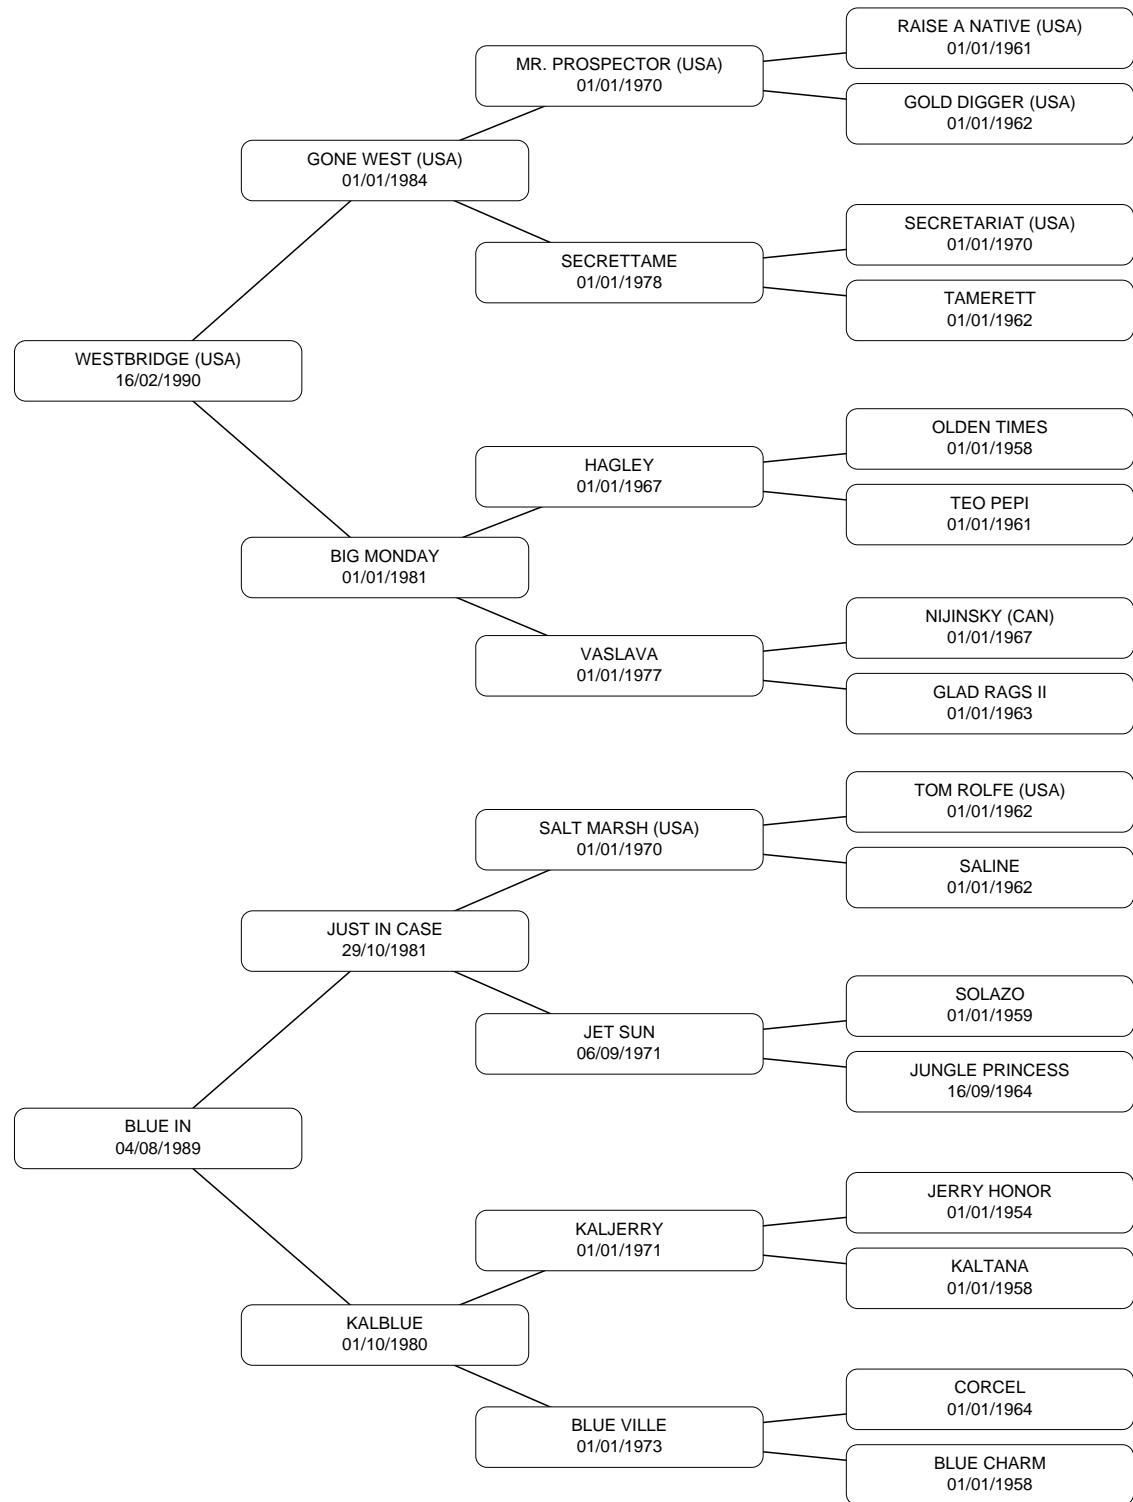 RAISE A NATIVE (USA)
01/01/1961
MR. PROSPECTOR (USA)
01/01/1970
GOLD DIGGER (USA)
01/01/1962
GONE WEST (USA)
01/01/1984
SECRETARIAT (USA)
01/01/1970
SECRETTAME
01/01/1978
TAMERETT
01/01/1962
WESTBRIDGE (USA)
16/02/1990
OLDEN TIMES
01/01/1958
HAGLEY
01/01/1967
TEO PEPI
01/01/1961
BIG MONDAY
01/01/1981
NIJINSKY (CAN)
01/01/1967
VASLAVA
01/01/1977
GLAD RAGS II
01/01/1963
TOM ROLFE (USA)
01/01/1962
SALT MARSH (USA)
01/01/1970
SALINE
01/01/1962
JUST IN CASE
29/10/1981
SOLAZO
01/01/1959
JET SUN
06/09/1971
JUNGLE PRINCESS
16/09/1964
BLUE IN
04/08/1989
JERRY HONOR
01/01/1954
KALJERRY
01/01/1971
KALTANA
01/01/1958
KALBLUE
01/10/1980
CORCEL
01/01/1964
BLUE VILLE
01/01/1973
BLUE CHARM
01/01/1958